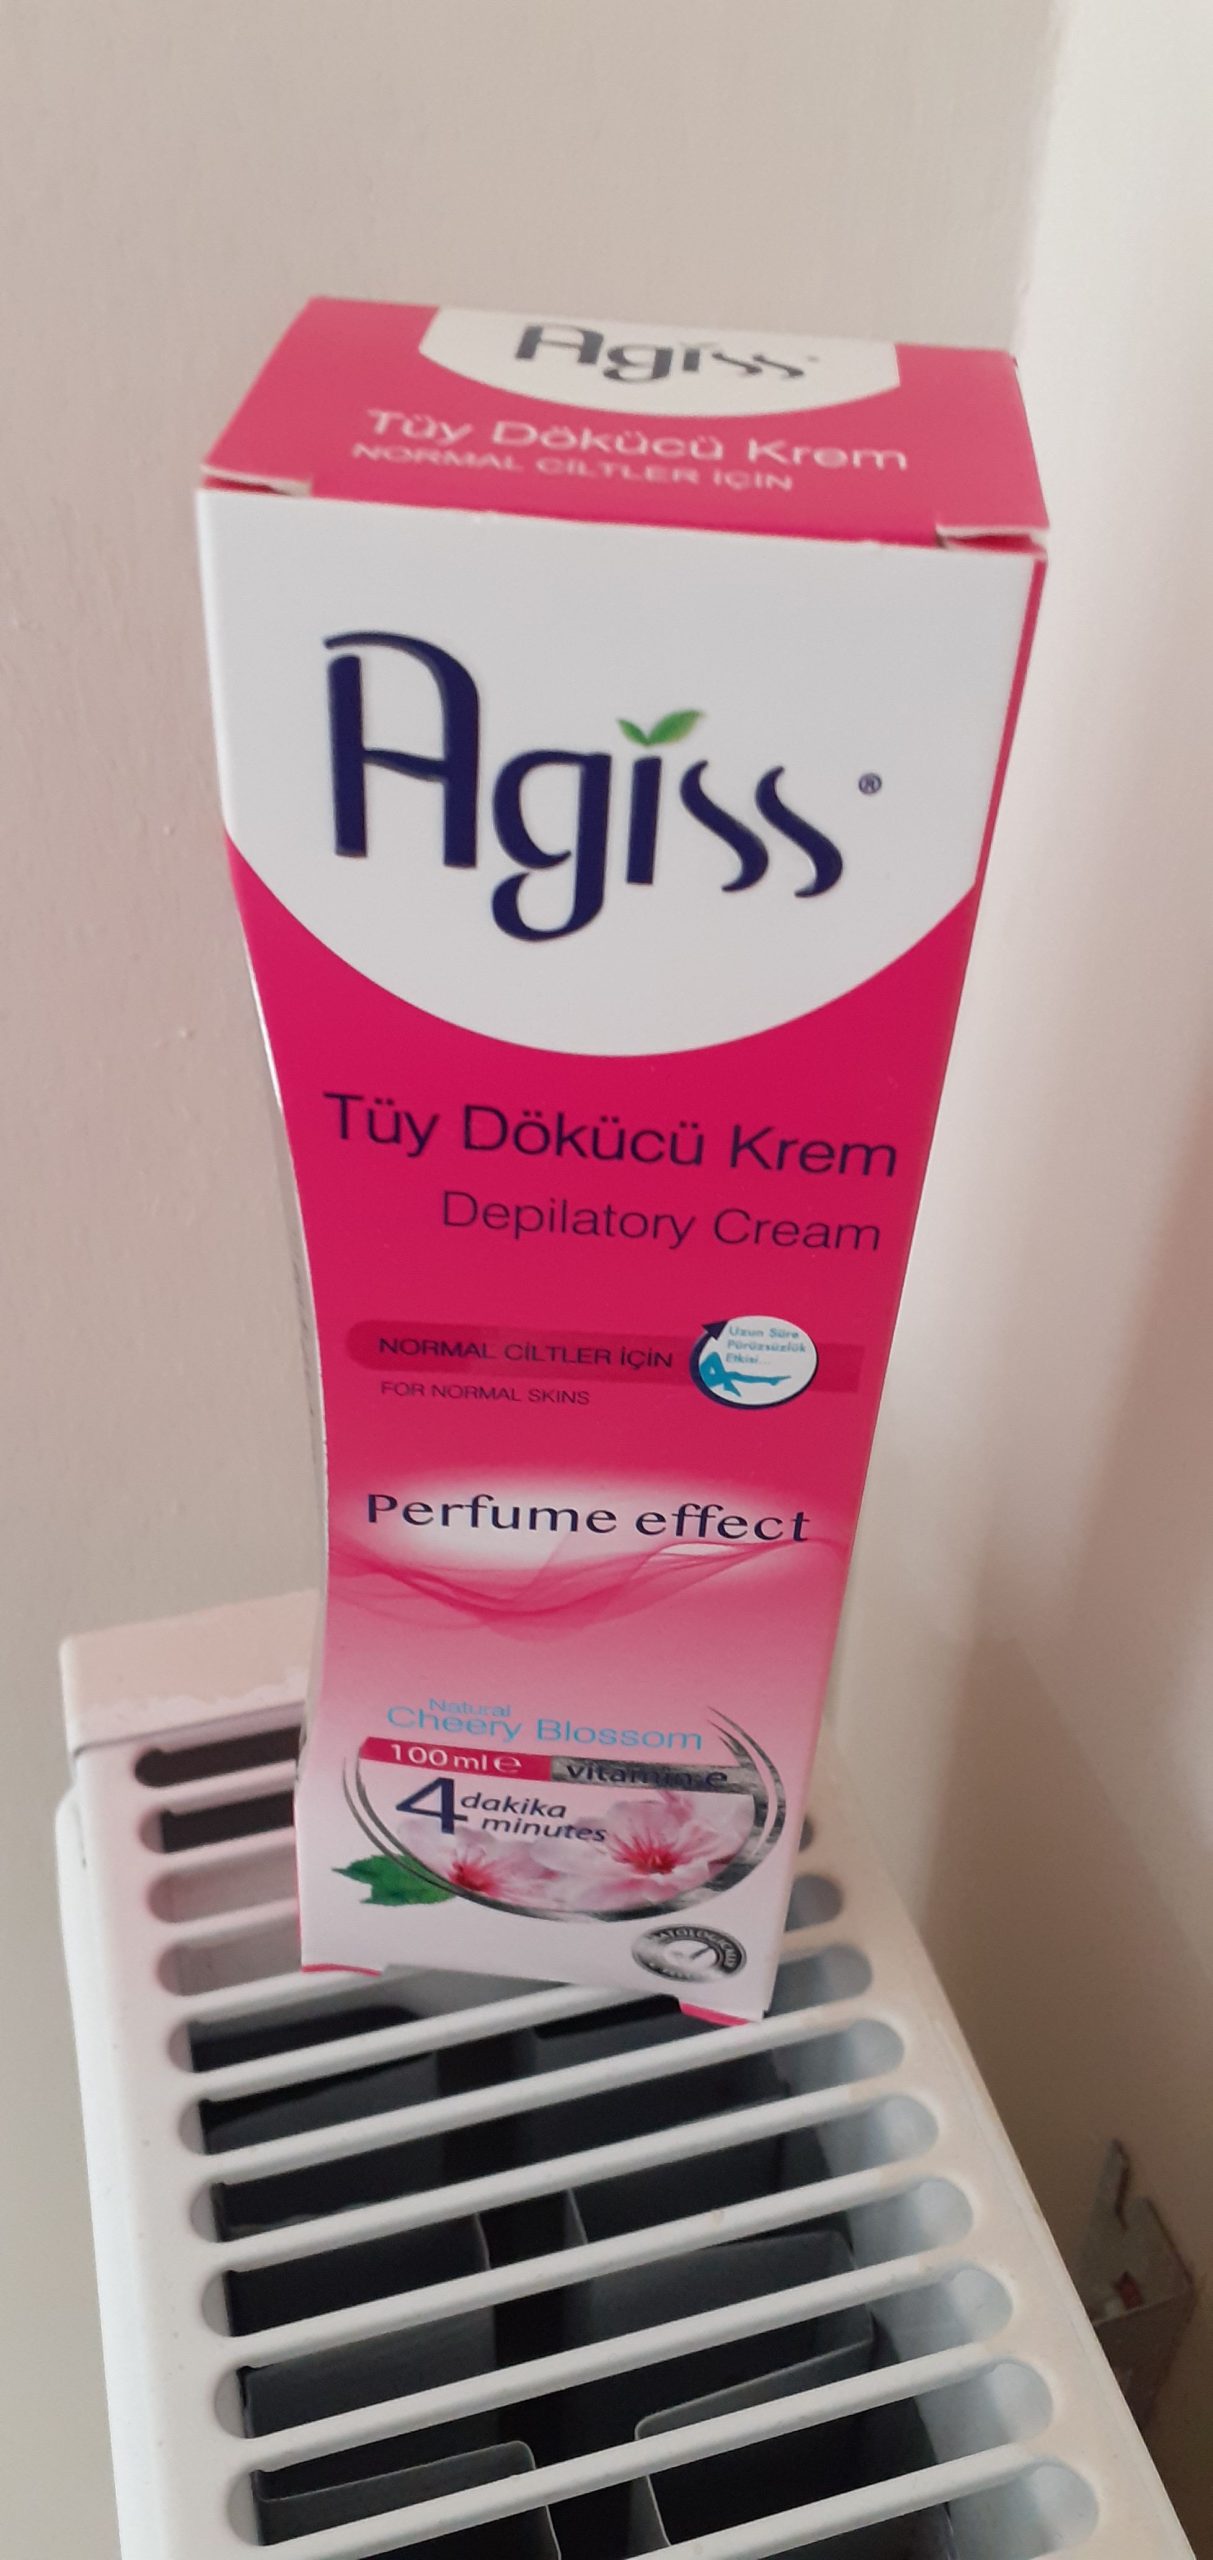 Agiss
Tüy Dökücü Krem
NORMAL CİLTLER İÇİN
Agiss®
Tüy Dökücü Krem
Depilatory Cream
NORMAL CİLTLER İÇİN
Uzun Süre
Pürüzsüzlük
Etkisi...
FOR NORMAL SKINS
Perfume effect
Natural
Cheery Blossom
100 ml e
vitamin-e
4 dakika
minutes